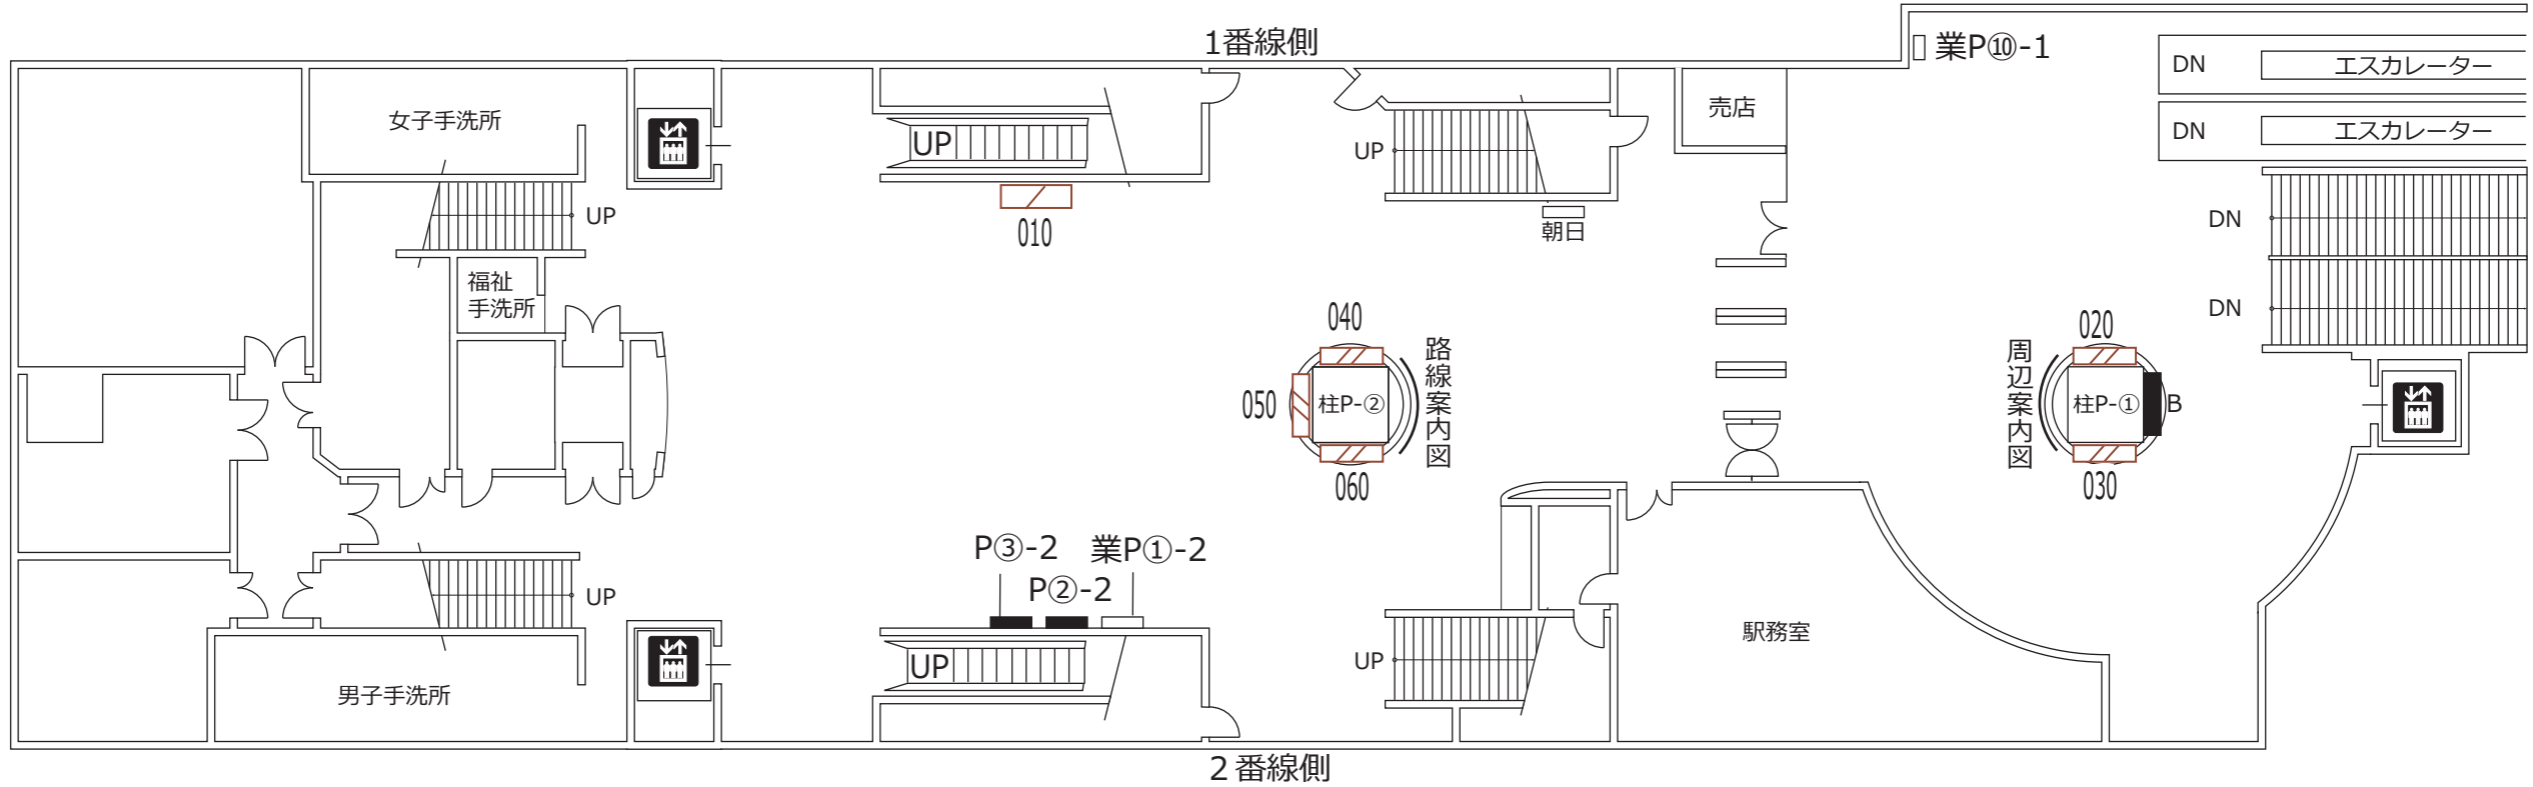 1番線側
業P⑩-1
DN
エスカレーター
女子手洗所
売店
DN
エスカレーター
UP
UP
UP
DN
010
朝日
福祉
手洗所
DN
040
020
路線案内図
周辺案内図
050
柱P-②
柱P-①
B
060
030
P③-2
業P①-2
P②-2
UP
駅務室
UP
UP
男子手洗所
2番線側